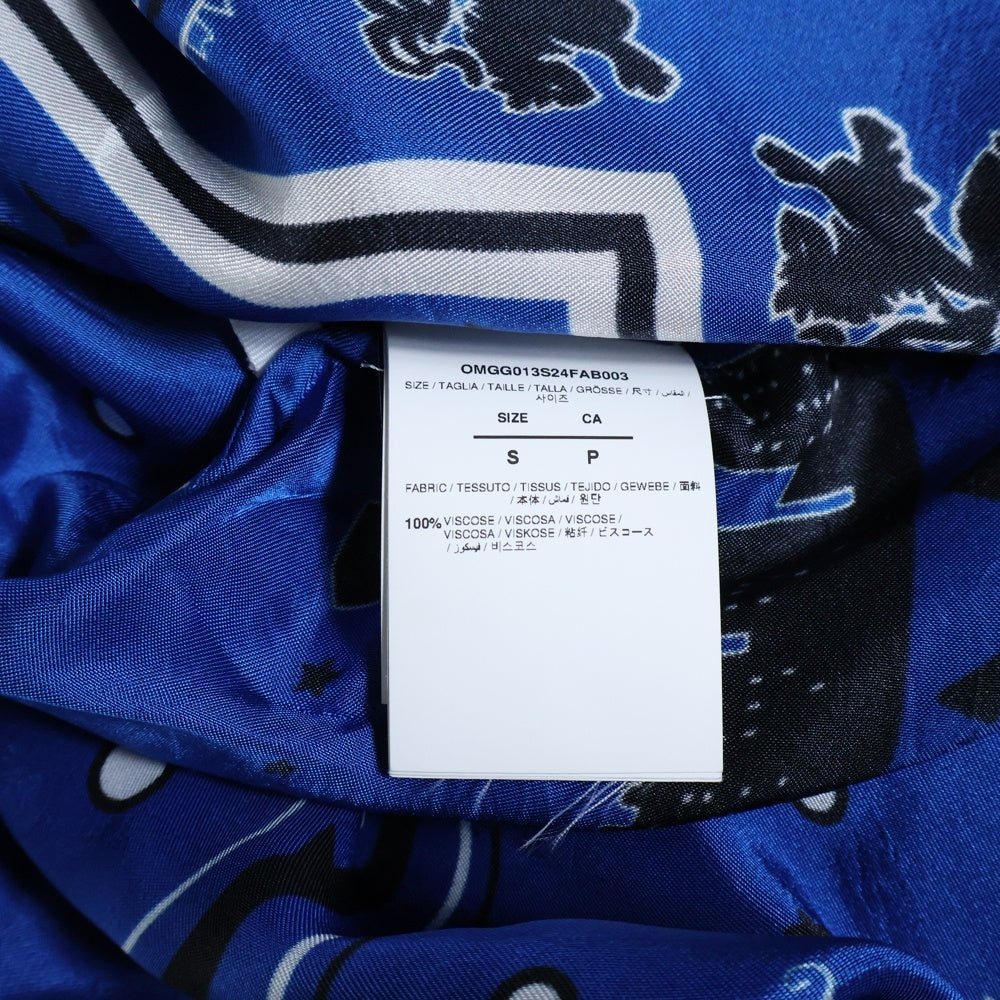 OMGG013S24FAB003
SIZE / TAGLIA / TAILLE / TALLA / GRÖSSE / 尺寸 / المقاس /
사이즈
SIZE CA
S P
FABRIC / TESSUTO / TISSUS / TEJIDO / GEWEBE / 面料
/ 本体 / قماش / 원단
100% VISCOSE / VISCOSA / VISCOSE /
VISCOSA / VISKOSE / 粘纤 / ビスコース
/ فيسكوز / 비스코스